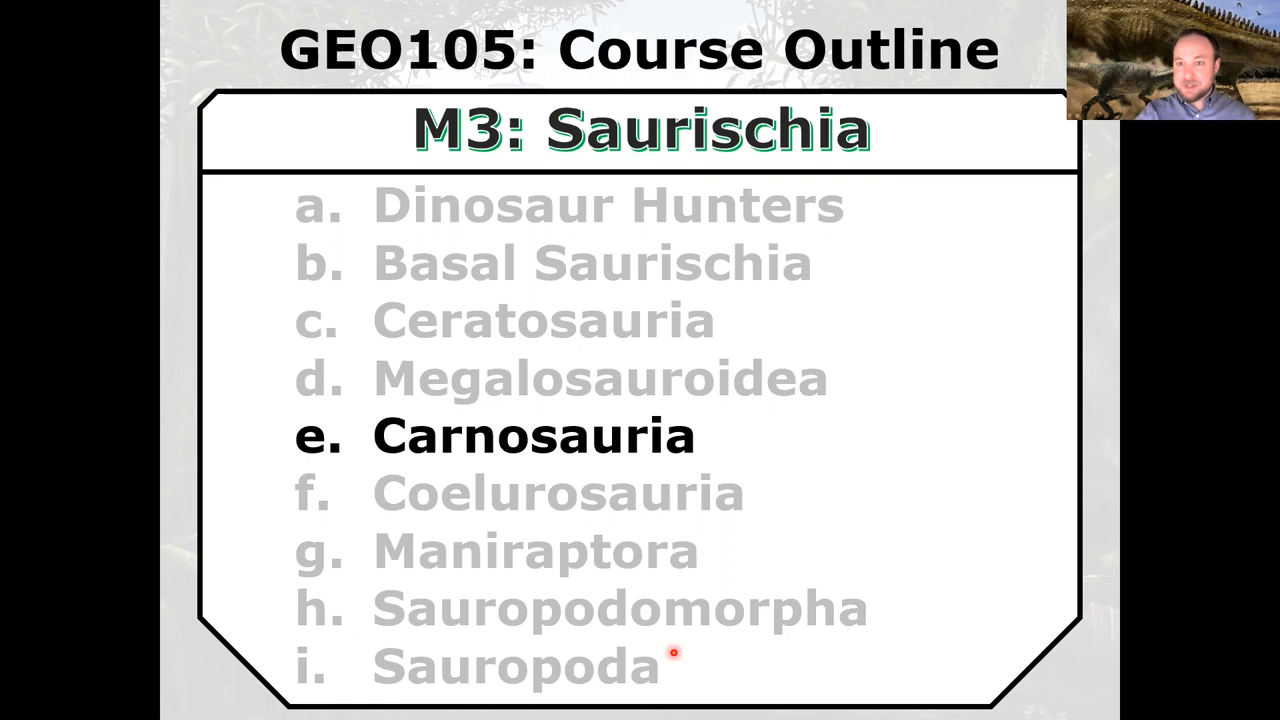 GEO105: Course Outline
M3: Saurischia
a. Dinosaur Hunters
b. Basal Saurischia
c. Ceratosauria
d. Megalosauroidea
e. Carnosauria
f. Coelurosauria
g. Maniraptora
h. Sauropodomorpha
i. Sauropoda